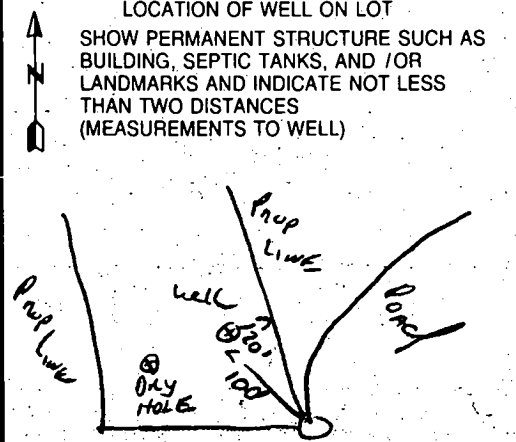 LOCATION OF WELL ON LOT
N
SHOW PERMANENT STRUCTURE SUCH AS
BUILDING, SEPTIC TANKS, AND / OR
LANDMARKS AND INDICATE NOT LESS
THAN TWO DISTANCES
(MEASUREMENTS TO WELL)
Prop
Line
Prop Line
well
20'
100'
Dry
Hole